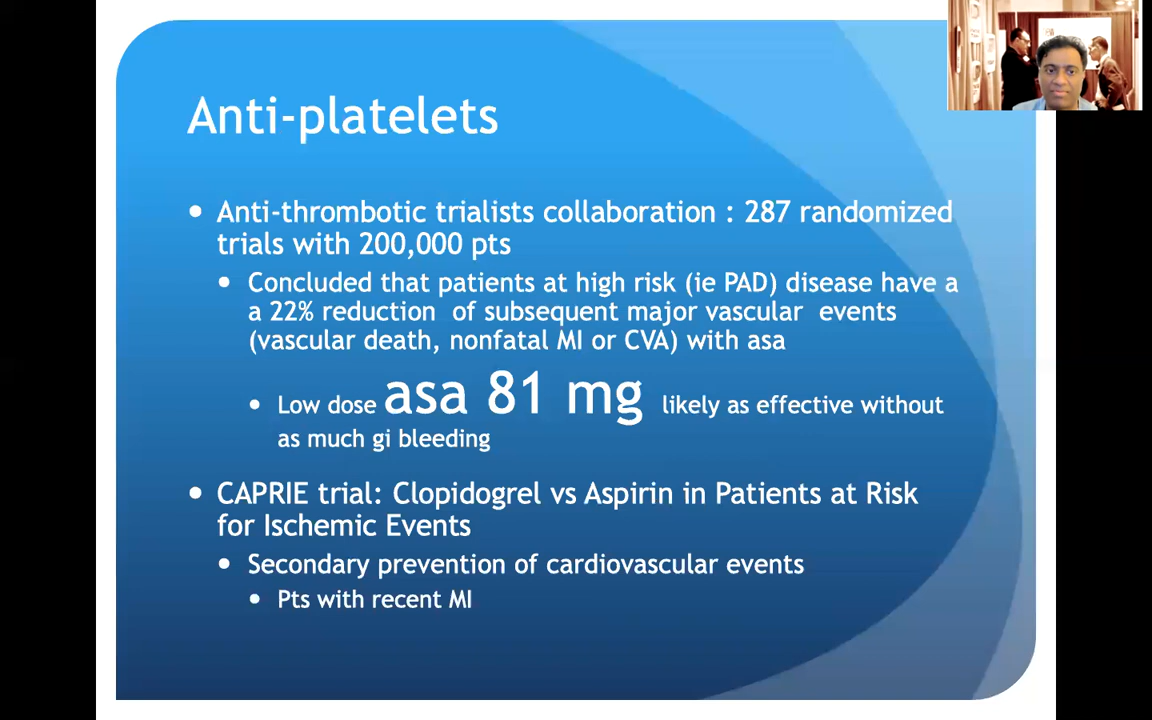 Anti-platelets
Anti-thrombotic trialists collaboration : 287 randomized
trials with 200,000 pts
Concluded that patients at high risk (ie PAD) disease have a
a 22% reduction of subsequent major vascular events
(vascular death, nonfatal MI or CVA) with asa
Low dose asa 81 mg likely as effective without
as much gi bleeding
CAPRIE trial: Clopidogrel vs Aspirin in Patients at Risk
for Ischemic Events
Secondary prevention of cardiovascular events
Pts with recent MI